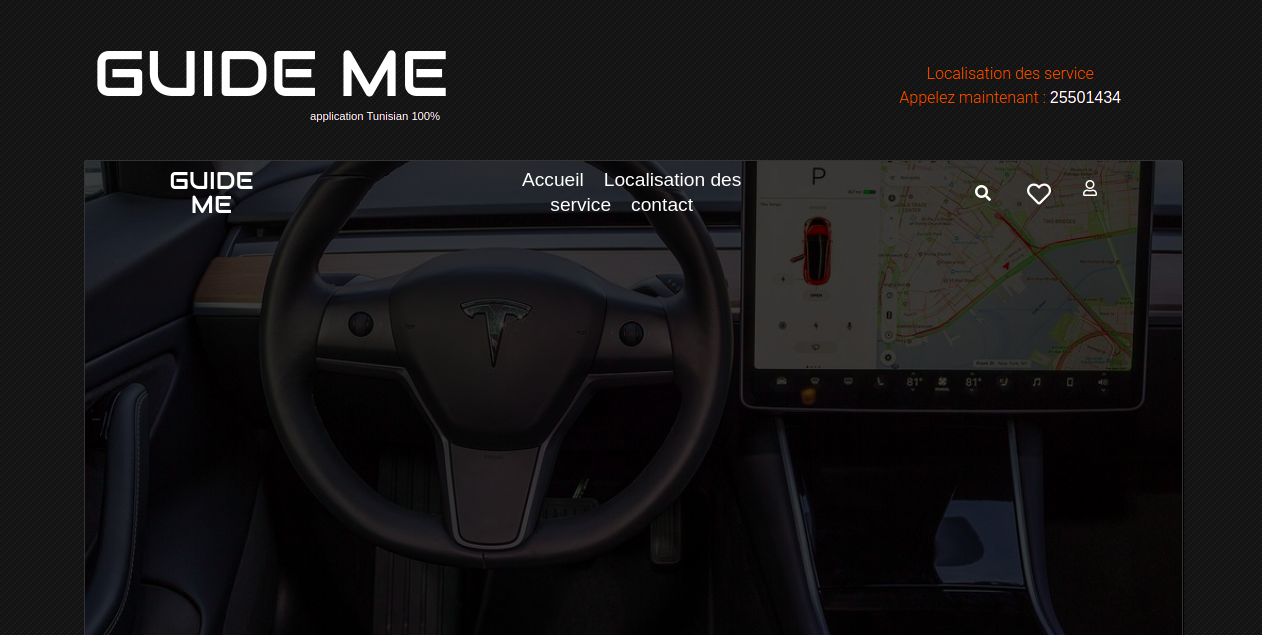 GUIDE ME
application Tunisian 100%
Localisation des service
Appelez maintenant : 25501434
GUIDE
ME
Accueil Localisation des
service contact
P
81° 81°